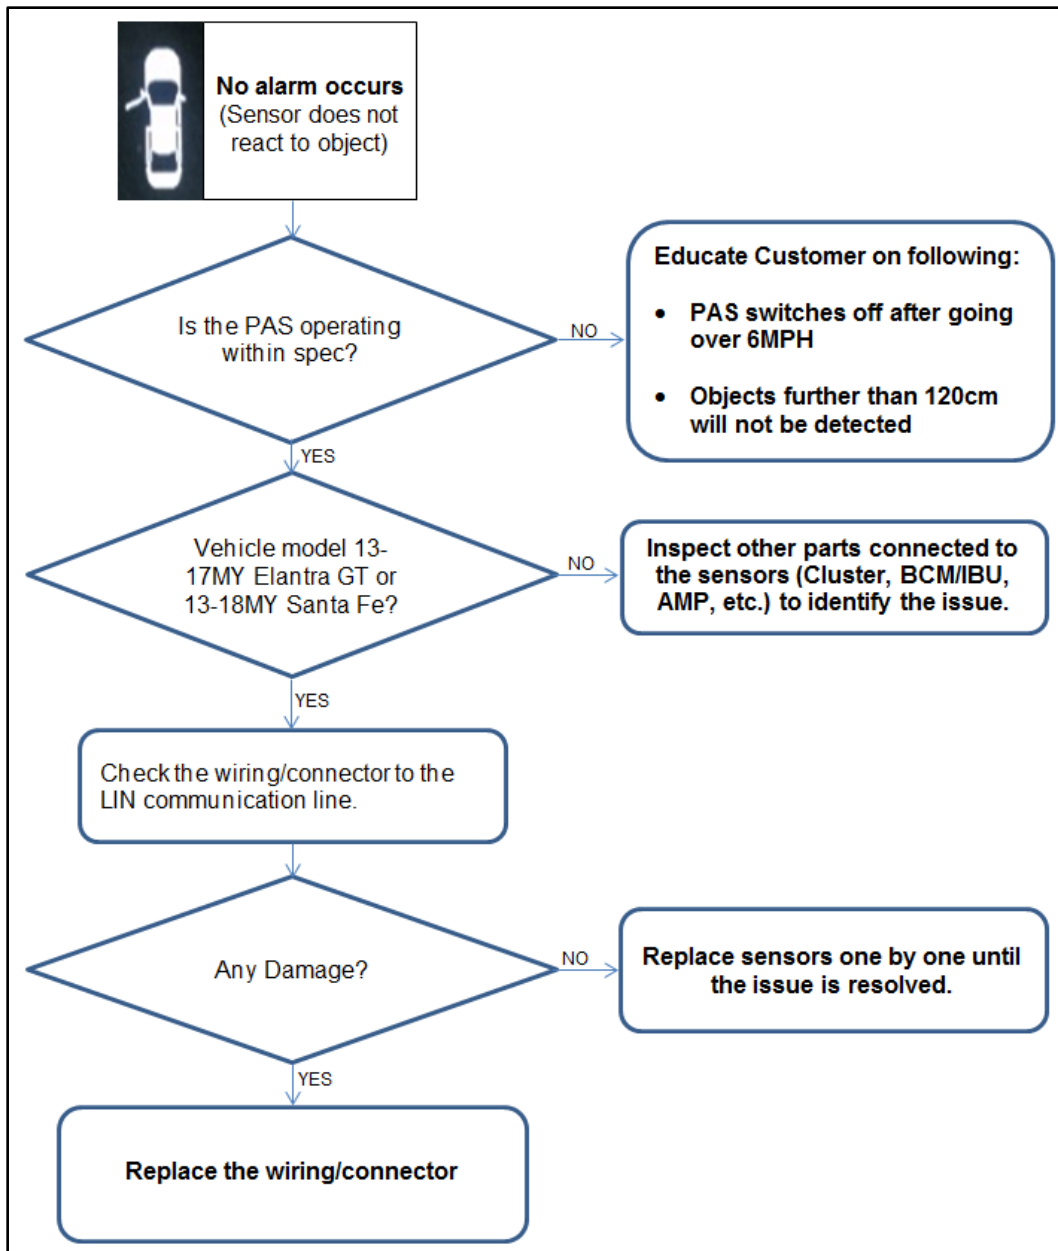 No alarm occurs
(Sensor does not
react to object)
Is the PAS operating
within spec?
NO
Educate Customer on following:
• PAS switches off after going
over 6MPH
• Objects further than 120cm
will not be detected
YES
Vehicle model 13-
17MY Elantra GT or
13-18MY Santa Fe?
NO
Inspect other parts connected to
the sensors (Cluster, BCM/IBU,
AMP, etc.) to identify the issue.
YES
Check the wiring/connector to the
LIN communication line.
Any Damage?
NO
Replace sensors one by one until
the issue is resolved.
YES
Replace the wiring/connector